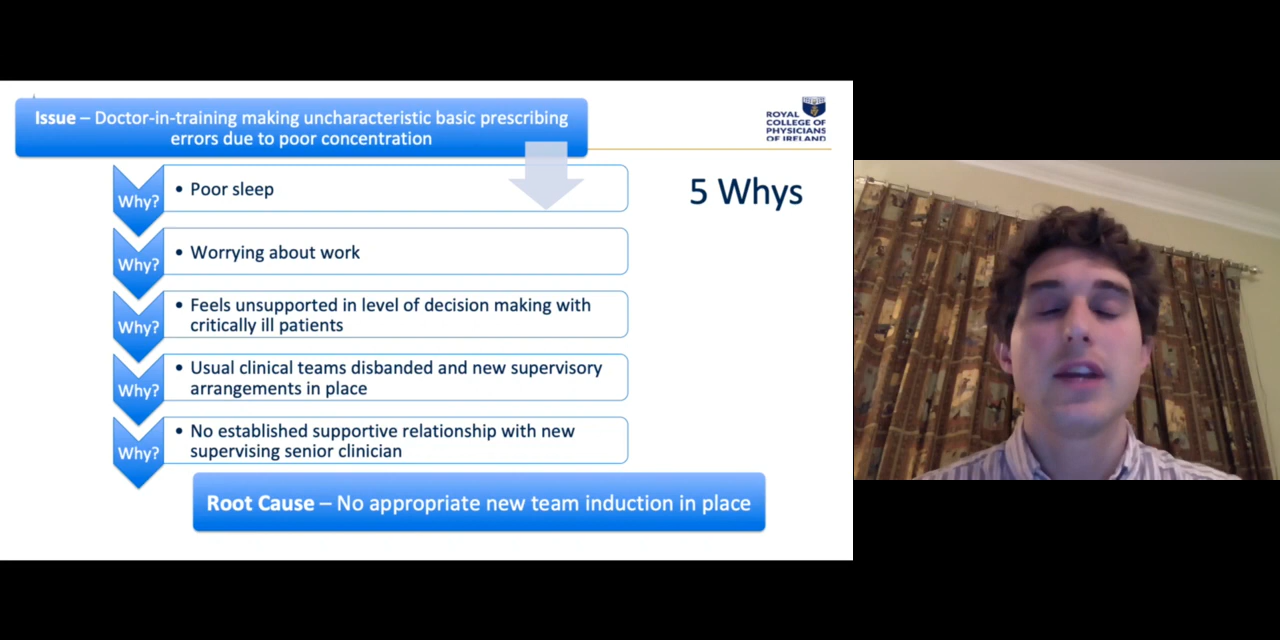 Issue – Doctor-in-training making uncharacteristic basic prescribing
errors due to poor concentration
ROYAL
COLLEGE OF
PHYSICIANS
OF IRELAND
5 Whys
Why?
• Poor sleep
Why?
• Worrying about work
Why?
• Feels unsupported in level of decision making with
critically ill patients
Why?
• Usual clinical teams disbanded and new supervisory
arrangements in place
Why?
• No established supportive relationship with new
supervising senior clinician
Root Cause – No appropriate new team induction in place